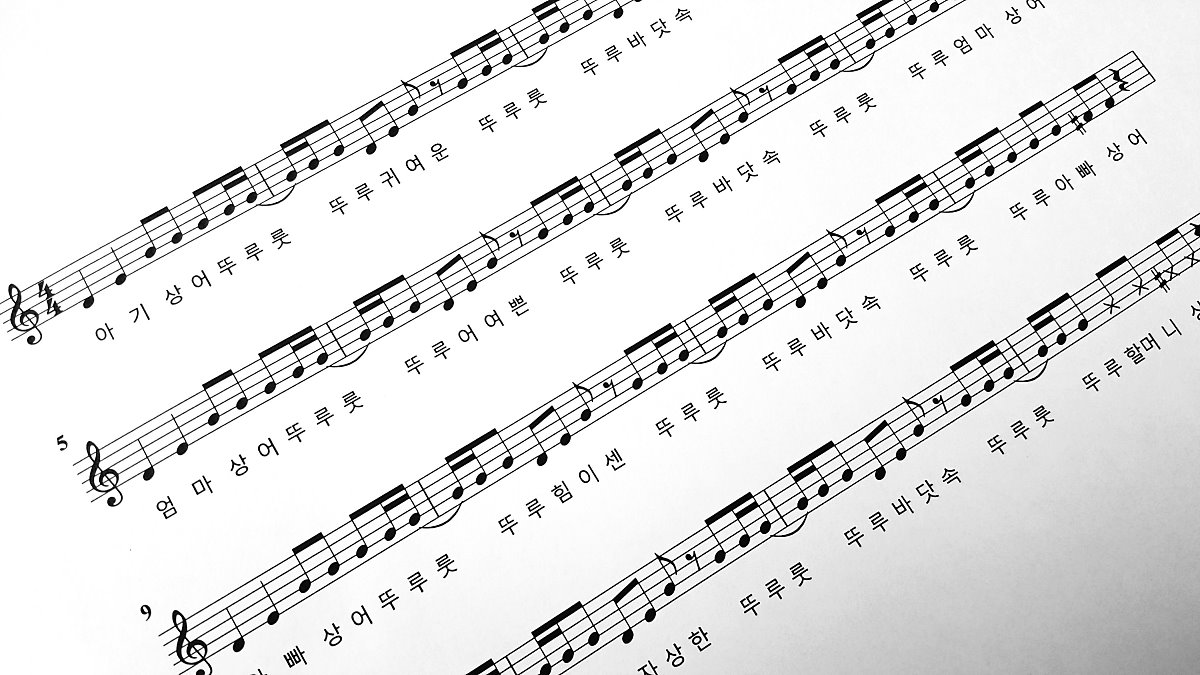 아 기 상 어 뚜 루 룻 뚜 루 귀 여 운 뚜 루 룻 뚜 루 바 닷 속
5
엄 마 상 어 뚜 루 룻 뚜 루 어 여 쁜 뚜 루 룻 뚜 루 바 닷 속 뚜 루 룻 뚜 루 엄 마 상 어
9
아 빠 상 어 뚜 루 룻 뚜 루 힘 이 센 뚜 루 룻 뚜 루 바 닷 속 뚜 루 룻 뚜 루 아 빠 상 어
자 상 한 뚜 루 룻 뚜 루 바 닷 속 뚜 루 룻 뚜 루 할 머 니 상